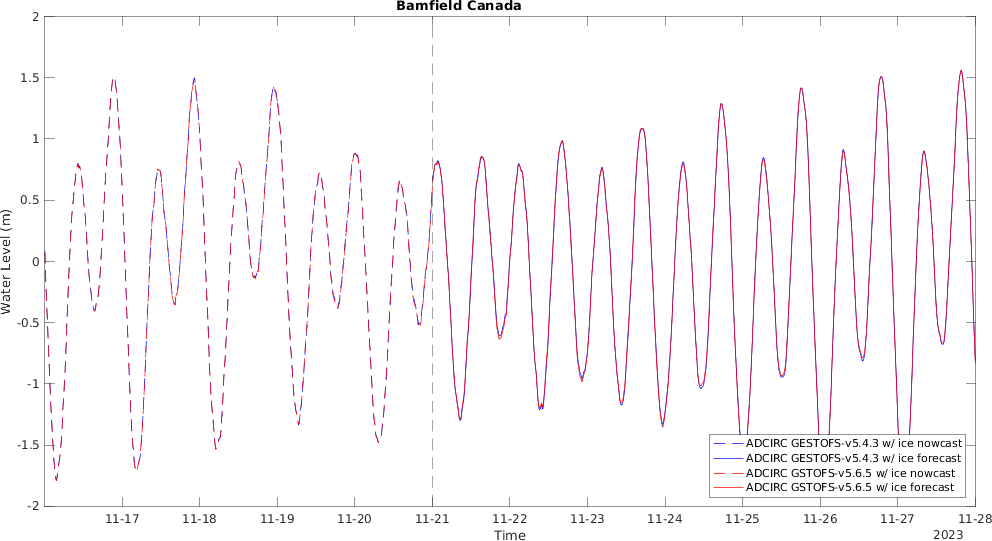 Bamfield Canada
2
1.5
1
0.5
0
-0.5
-1
-1.5
-2
Water Level (m)
ADCIRC GESTOFS-v5.4.3 w/ ice nowcast
ADCIRC GESTOFS-v5.4.3 w/ ice forecast
ADCIRC GSTOFS-v5.6.5 w/ ice nowcast
ADCIRC GSTOFS-v5.6.5 w/ ice forecast
11-17 11-18 11-19 11-20 11-21 11-22 11-23 11-24 11-25 11-26 11-27 11-28
Time
2023